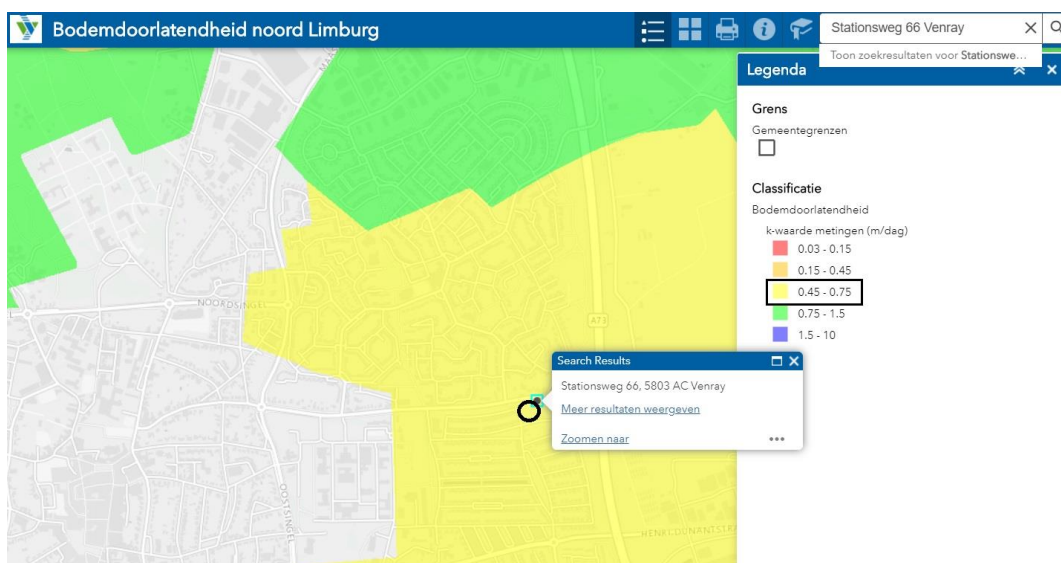 Bodemdoorlatendheid noord Limburg
Stationsweg 66 Venray
Toon zoekresultaten voor Stationswe...
Legenda
Grens
Gemeentegrenzen
Classificatie
Bodemdoorlatendheid
k-waarde metingen (m/dag)
0.03 - 0.15
0.15 - 0.45
0.45 - 0.75
0.75 - 1.5
1.5 - 10
NOORDSINGEL
A73
Search Results
Stationsweg 66, 5803 AC Venray
Meer resultaten weergeven
Zoomen naar
OOSTSINGEL